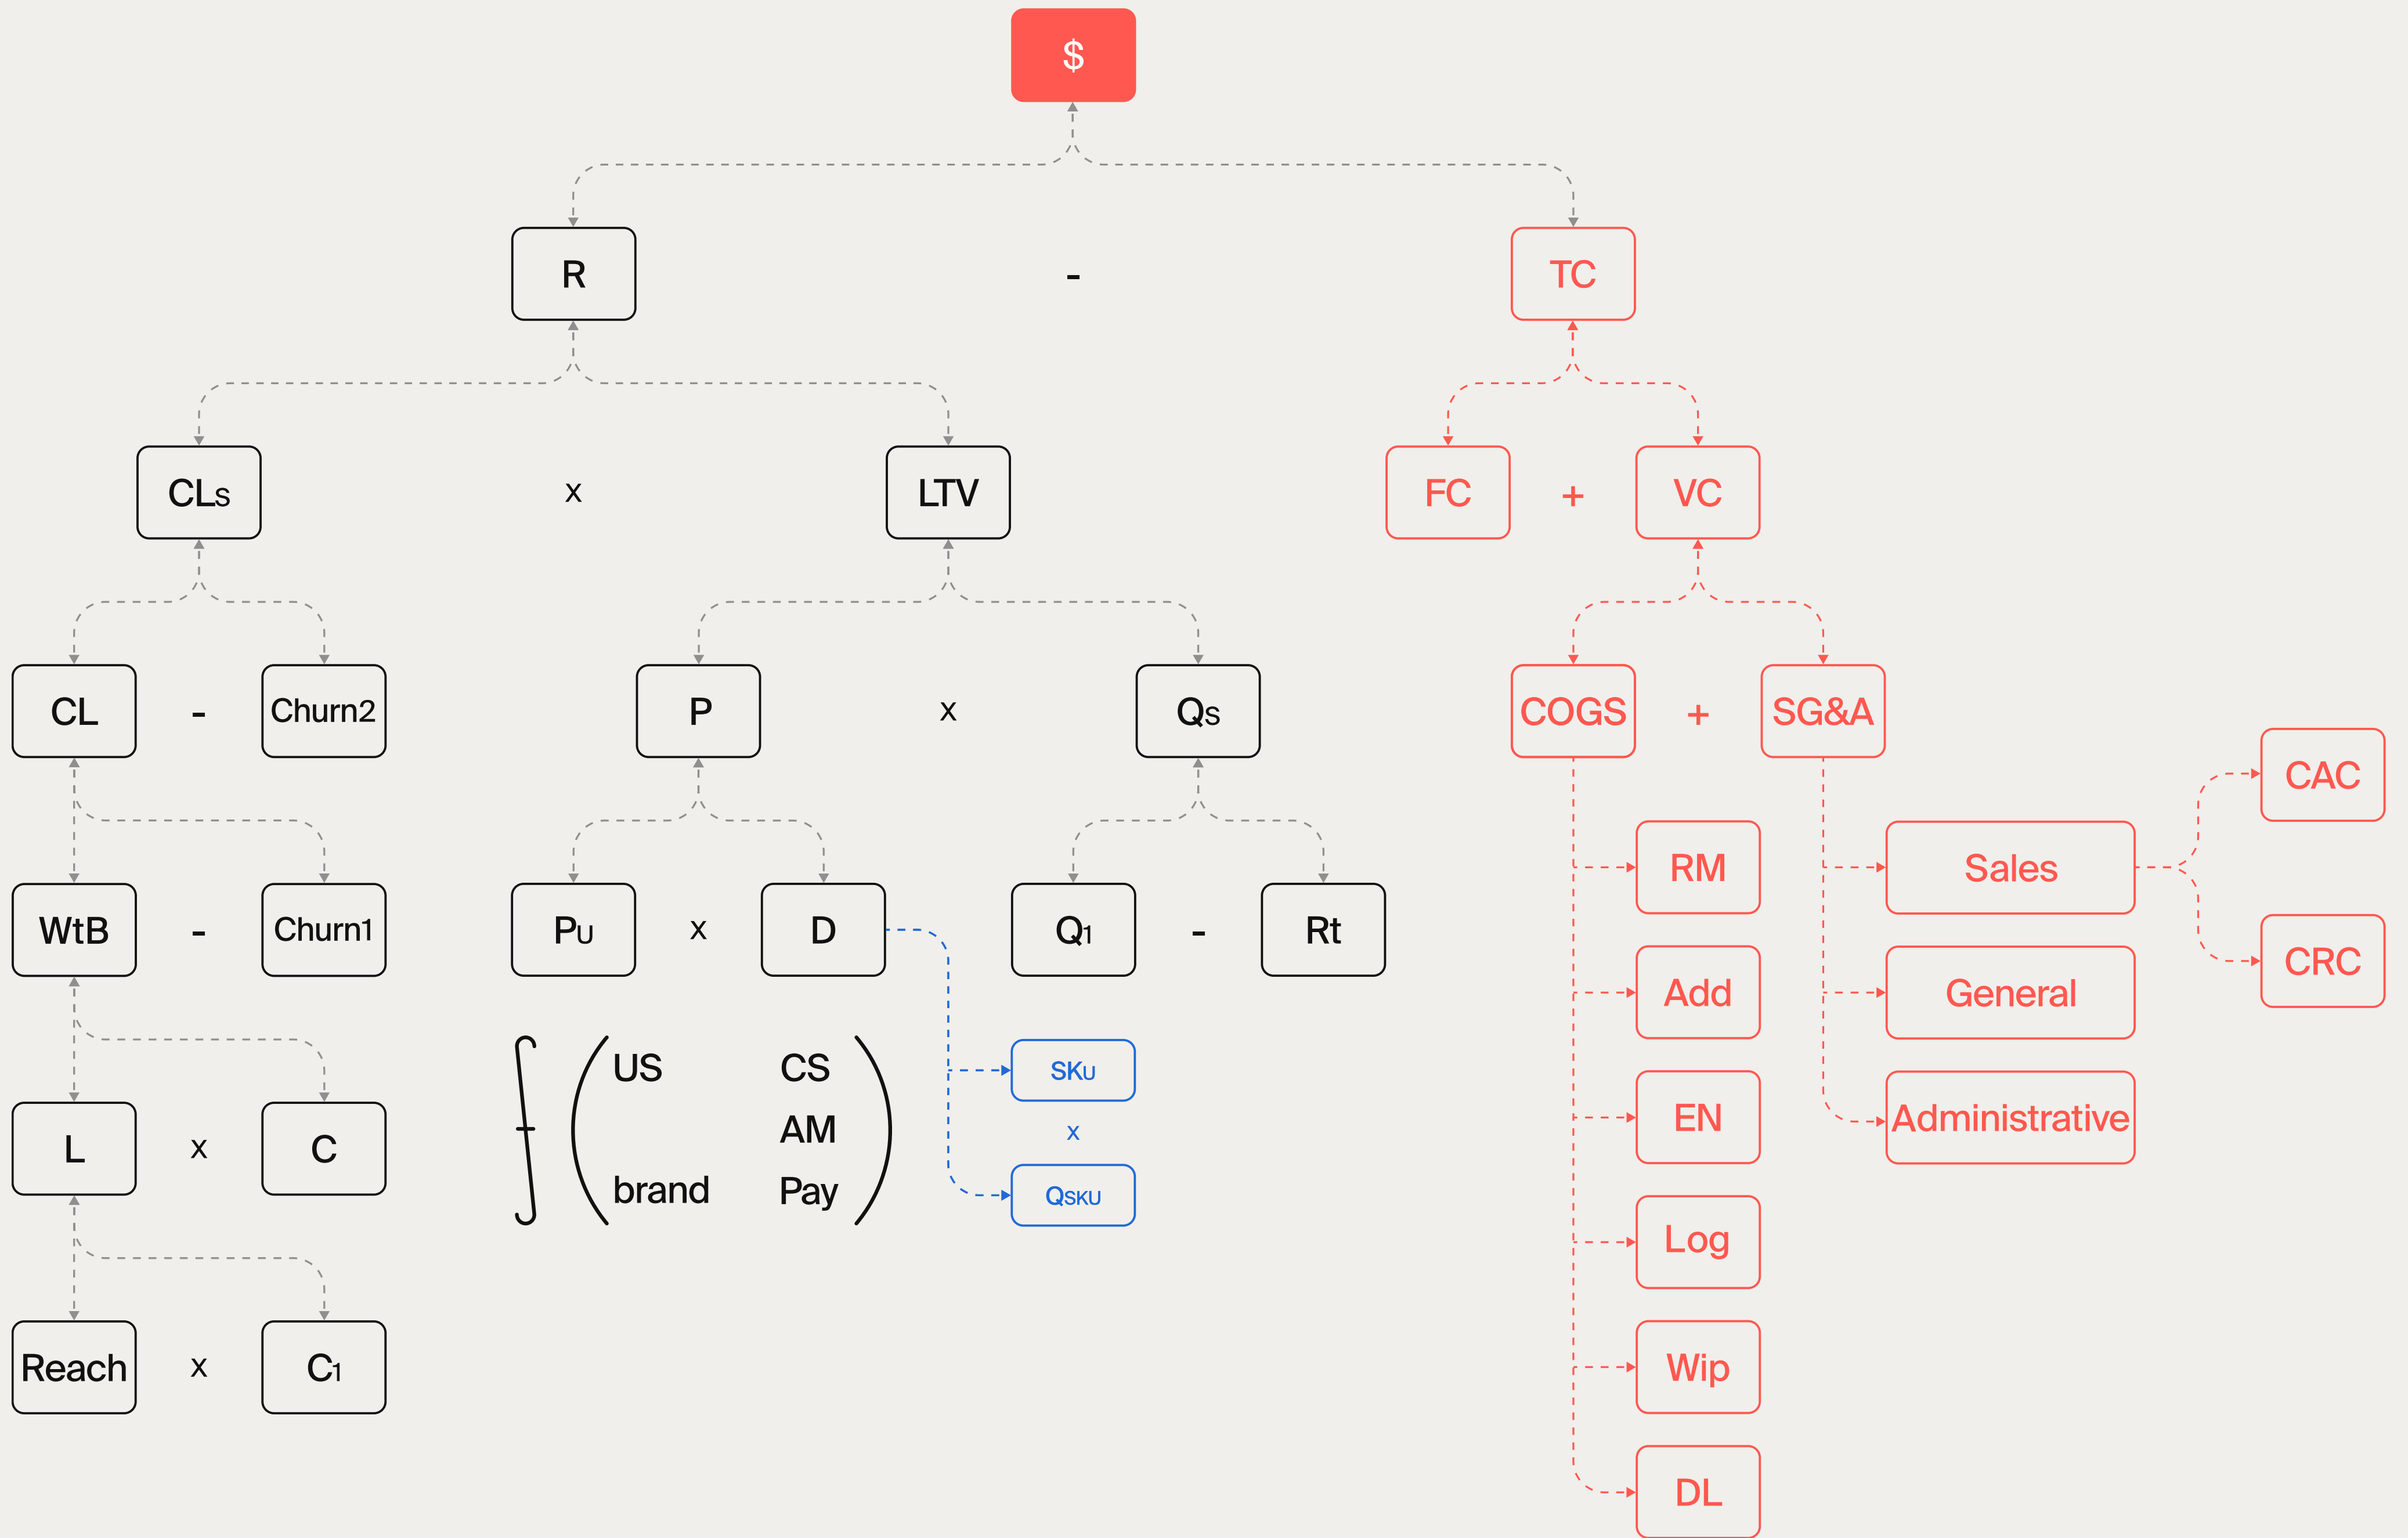 $
R - TC
CLs x LTV FC + VC
CL - Churn2 P x Qs COGS + SG&A
CAC
RM Sales
WtB - Churn1 PU x D Q1 - Rt
CRC
Add General
US CS SKU
EN Administrative
∫ ( AM ) x
L x C
brand Pay QSKU
Log
Reach x C1 Wip
DL